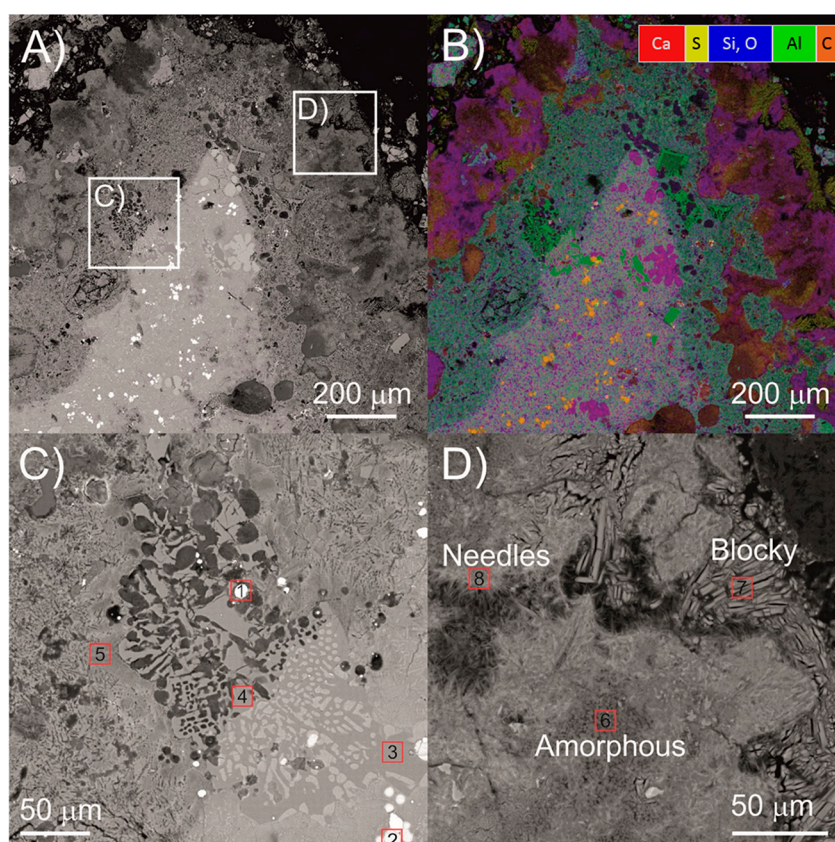 A)
B)
Ca S Si, O Al C
D)
C)
200 μm
200 μm
C)
D)
Needles
Blocky
1
8
7
5
4
6
3
Amorphous
50 μm
2
50 μm